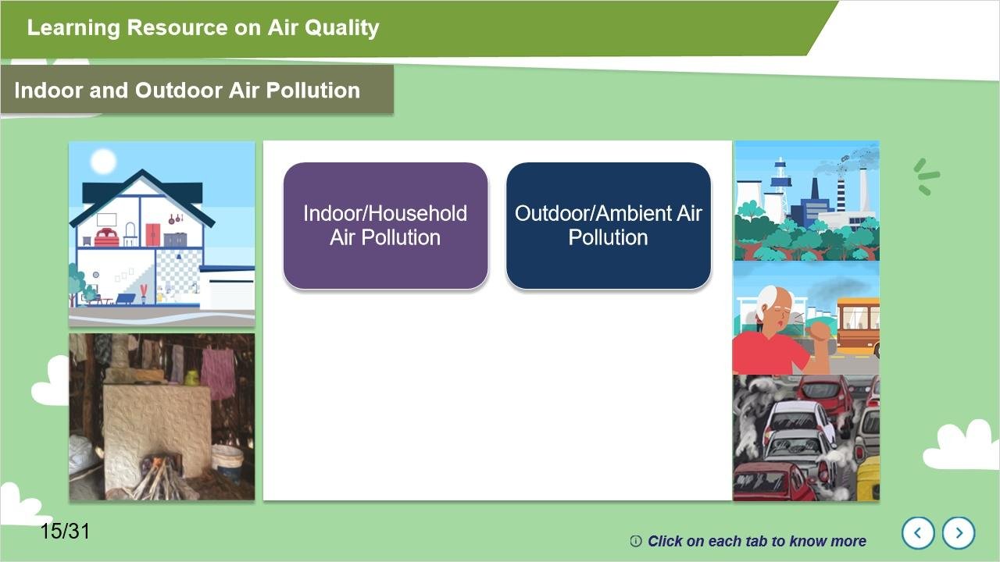 Learning Resource on Air Quality
Indoor and Outdoor Air Pollution
Indoor/Household
Air Pollution
Outdoor/Ambient Air
Pollution
15/31
Click on each tab to know more